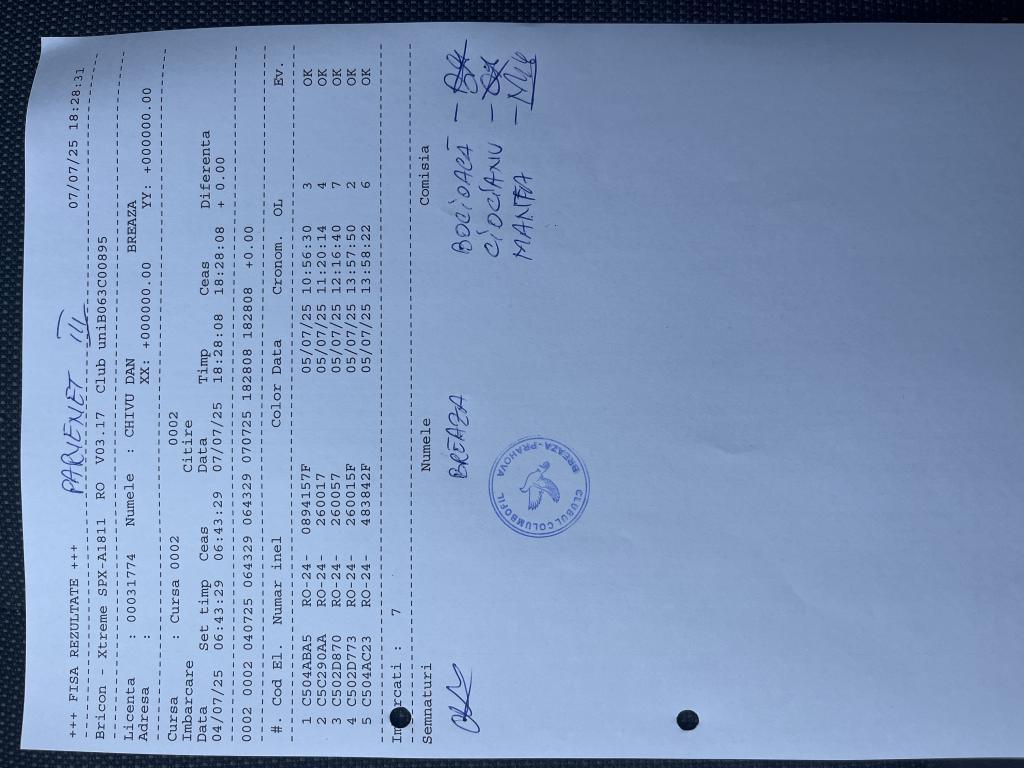 PARIENET III
+++ FISA REZULTATE +++ 07/07/25 18:28:31
Bricon - Xtreme SPX-A1811 RO V03.17 Club uniB063C00895
Licenta : 00031774 Numele : CHIVU DAN BREAZA
Adresa : XX: +000000.00 YY: +000000.00
Cursa : Cursa 0002 0002
Imbarcare Citire
Data Set timp Ceas Data Timp Ceas Diferenta
04/07/25 06:43:29 06:43:29 07/07/25 18:28:08 18:28:08 + 0.00
0002 0002 040725 064329 064329 070725 182808 182808 +0.00
#. Cod El. Numar inel Color Data Cronom. OL Ev.
1 C504ABA5 RO-24- 0894157F 05/07/25 10:56:30 3 OK
2 C5C290AA RO-24- 260017 05/07/25 11:20:14 4 OK
3 C502D870 RO-24- 260057 05/07/25 12:16:40 7 OK
4 C502D773 RO-24- 260015F 05/07/25 13:57:50 2 OK
5 C504AC23 RO-24- 483842F 05/07/25 13:58:22 6 OK
Im rcati : 7
Semnaturi Numele Comisia
BREAZA BOCIOACĂ -
CIOCIANU -
MANTA -
CLUBUL COLUMBOFIL
BREAZA-PRAHOVA